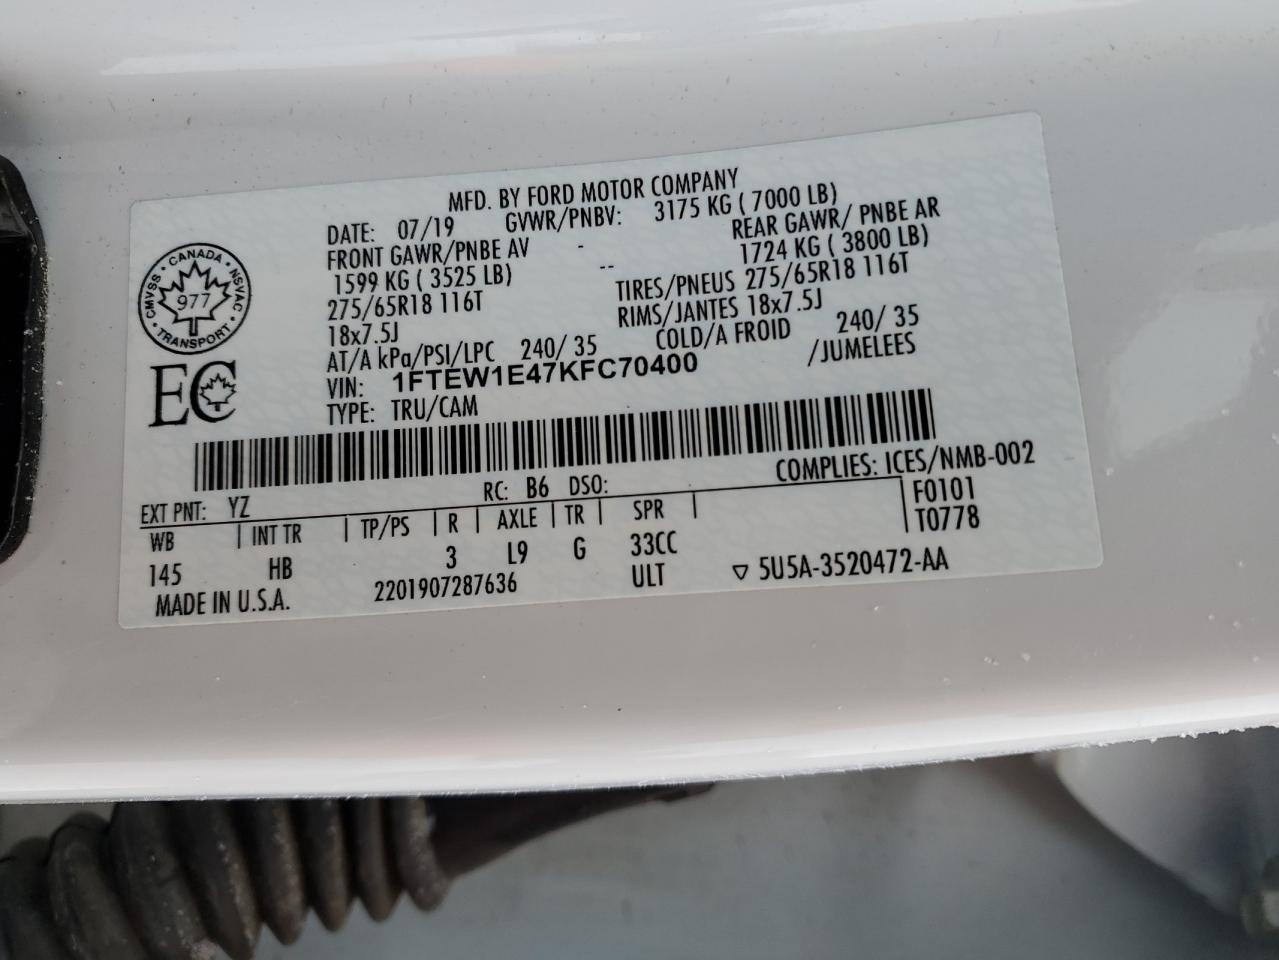 MFD. BY FORD MOTOR COMPANY
DATE: 07/19 GVWR/PNBV: 3175 KG ( 7000 LB)
FRONT GAWR/PNBE AV - REAR GAWR/ PNBE AR
1599 KG ( 3525 LB) -- 1724 KG ( 3800 LB)
275/65R18 116T TIRES/PNEUS 275/65R18 116T
18x7.5J RIMS/JANTES 18x7.5J
AT/A kPa/PSI/LPC 240/ 35 COLD/A FROID 240/ 35
VIN: 1FTEW1E47KFC70400 /JUMELEES
TYPE: TRU/CAM
CANADA
CMVSS NSVAC
977
TRANSPORT
EC
COMPLIES: ICES/NMB-002
EXT PNT: YZ RC: B6 DSO:
WB INT TR TP/PS R AXLE TR SPR F0101
T0778
145 HB 3 L9 G 33CC
MADE IN U.S.A. 2201907287636 ULT ▽ 5U5A-3520472-AA